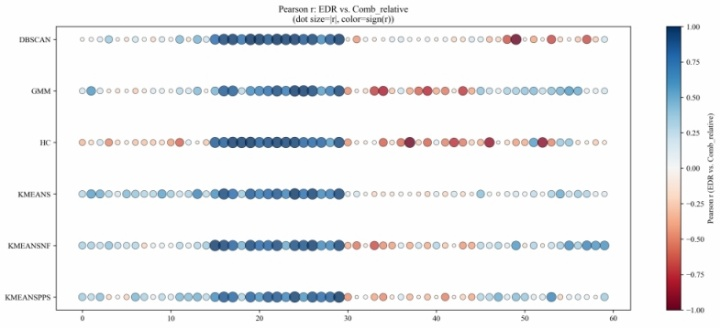 Pearson r: EDR vs. Comb_relative
(dot size=|r|, color=sign(r))
DBSCAN
GMM
HC
KMEANS
KMEANSNF
KMEANSPPS
0 10 20 30 40 50 60
1.00
0.75
0.50
0.25
0.00
−0.25
−0.50
−0.75
−1.00
Pearson r (EDR vs. Comb_relative)